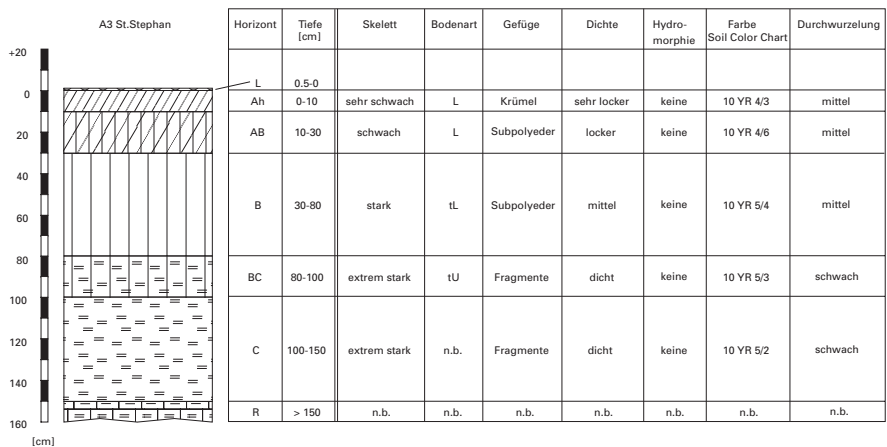 A3 St.Stephan
Horizont Tiefe [cm] Skelett Bodenart Gefüge Dichte Hydro-morphie Farbe Soil Color Chart Durchwurzelung
+20
L 0.5-0
0
Ah 0-10 sehr schwach L Krümel sehr locker keine 10 YR 4/3 mittel
20
AB 10-30 schwach L Subpolyeder locker keine 10 YR 4/6 mittel
40
B 30-80 stark tL Subpolyeder mittel keine 10 YR 5/4 mittel
60
80
BC 80-100 extrem stark tU Fragmente dicht keine 10 YR 5/3 schwach
100
120
C 100-150 extrem stark n.b. Fragmente dicht keine 10 YR 5/2 schwach
140
R > 150 n.b. n.b. n.b. n.b. n.b. n.b. n.b.
160
[cm]